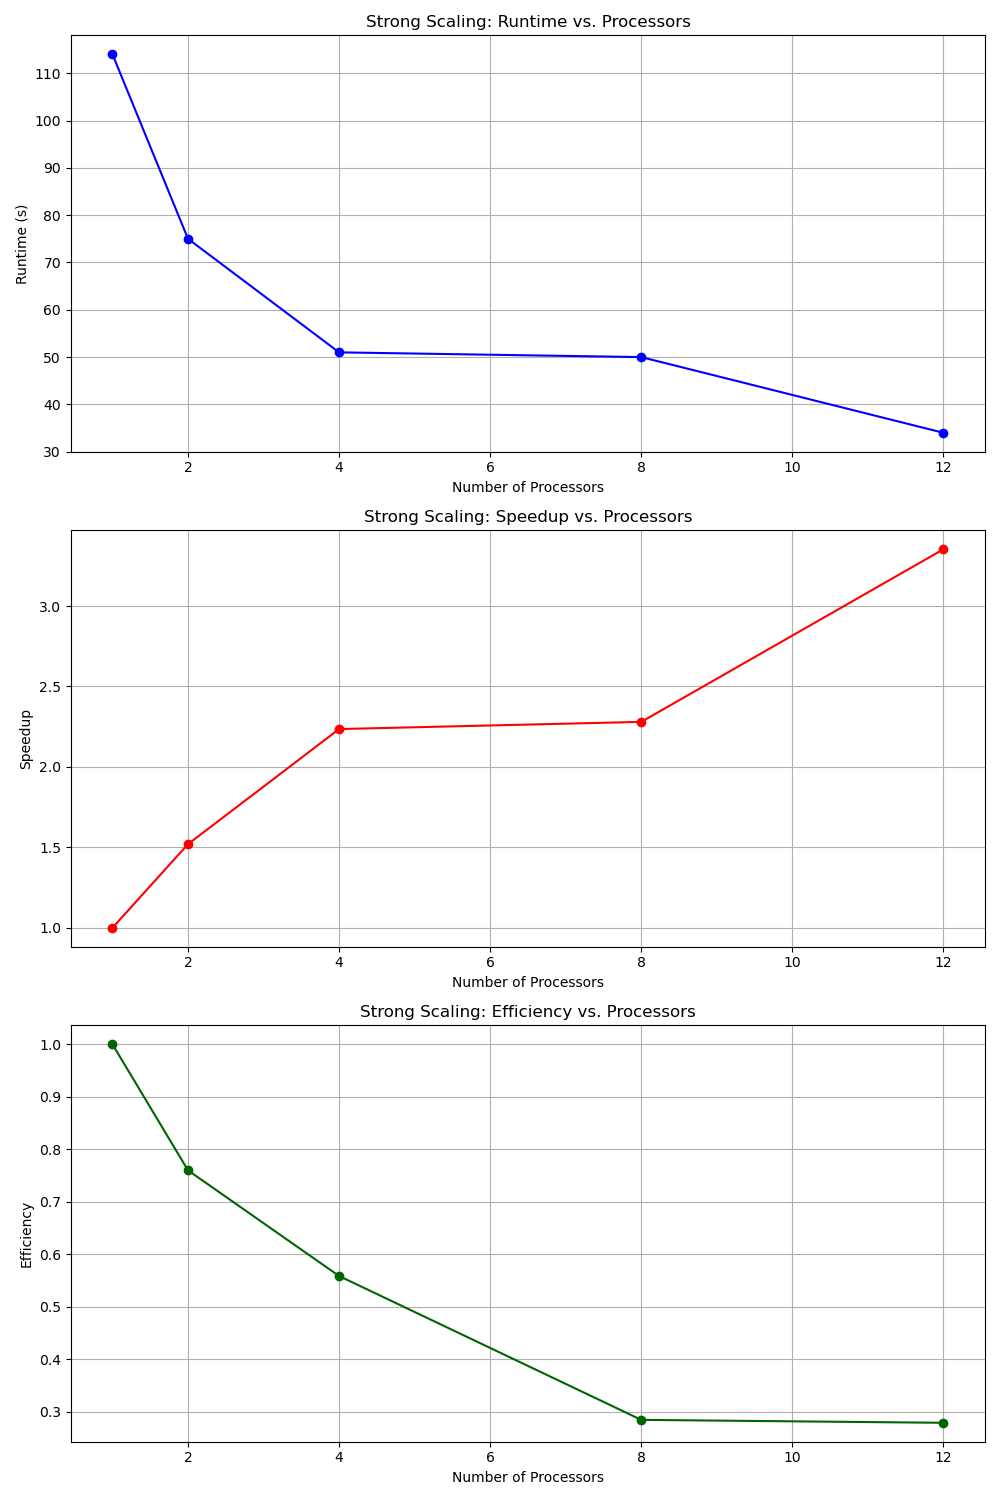 Strong Scaling: Runtime vs. Processors
110
100
90
80
70
60
50
40
30
Runtime (s)
2 4 6 8 10 12
Number of Processors
Strong Scaling: Speedup vs. Processors
3.0
2.5
2.0
1.5
1.0
Speedup
2 4 6 8 10 12
Number of Processors
Strong Scaling: Efficiency vs. Processors
1.0
0.9
0.8
0.7
0.6
0.5
0.4
0.3
Efficiency
2 4 6 8 10 12
Number of Processors